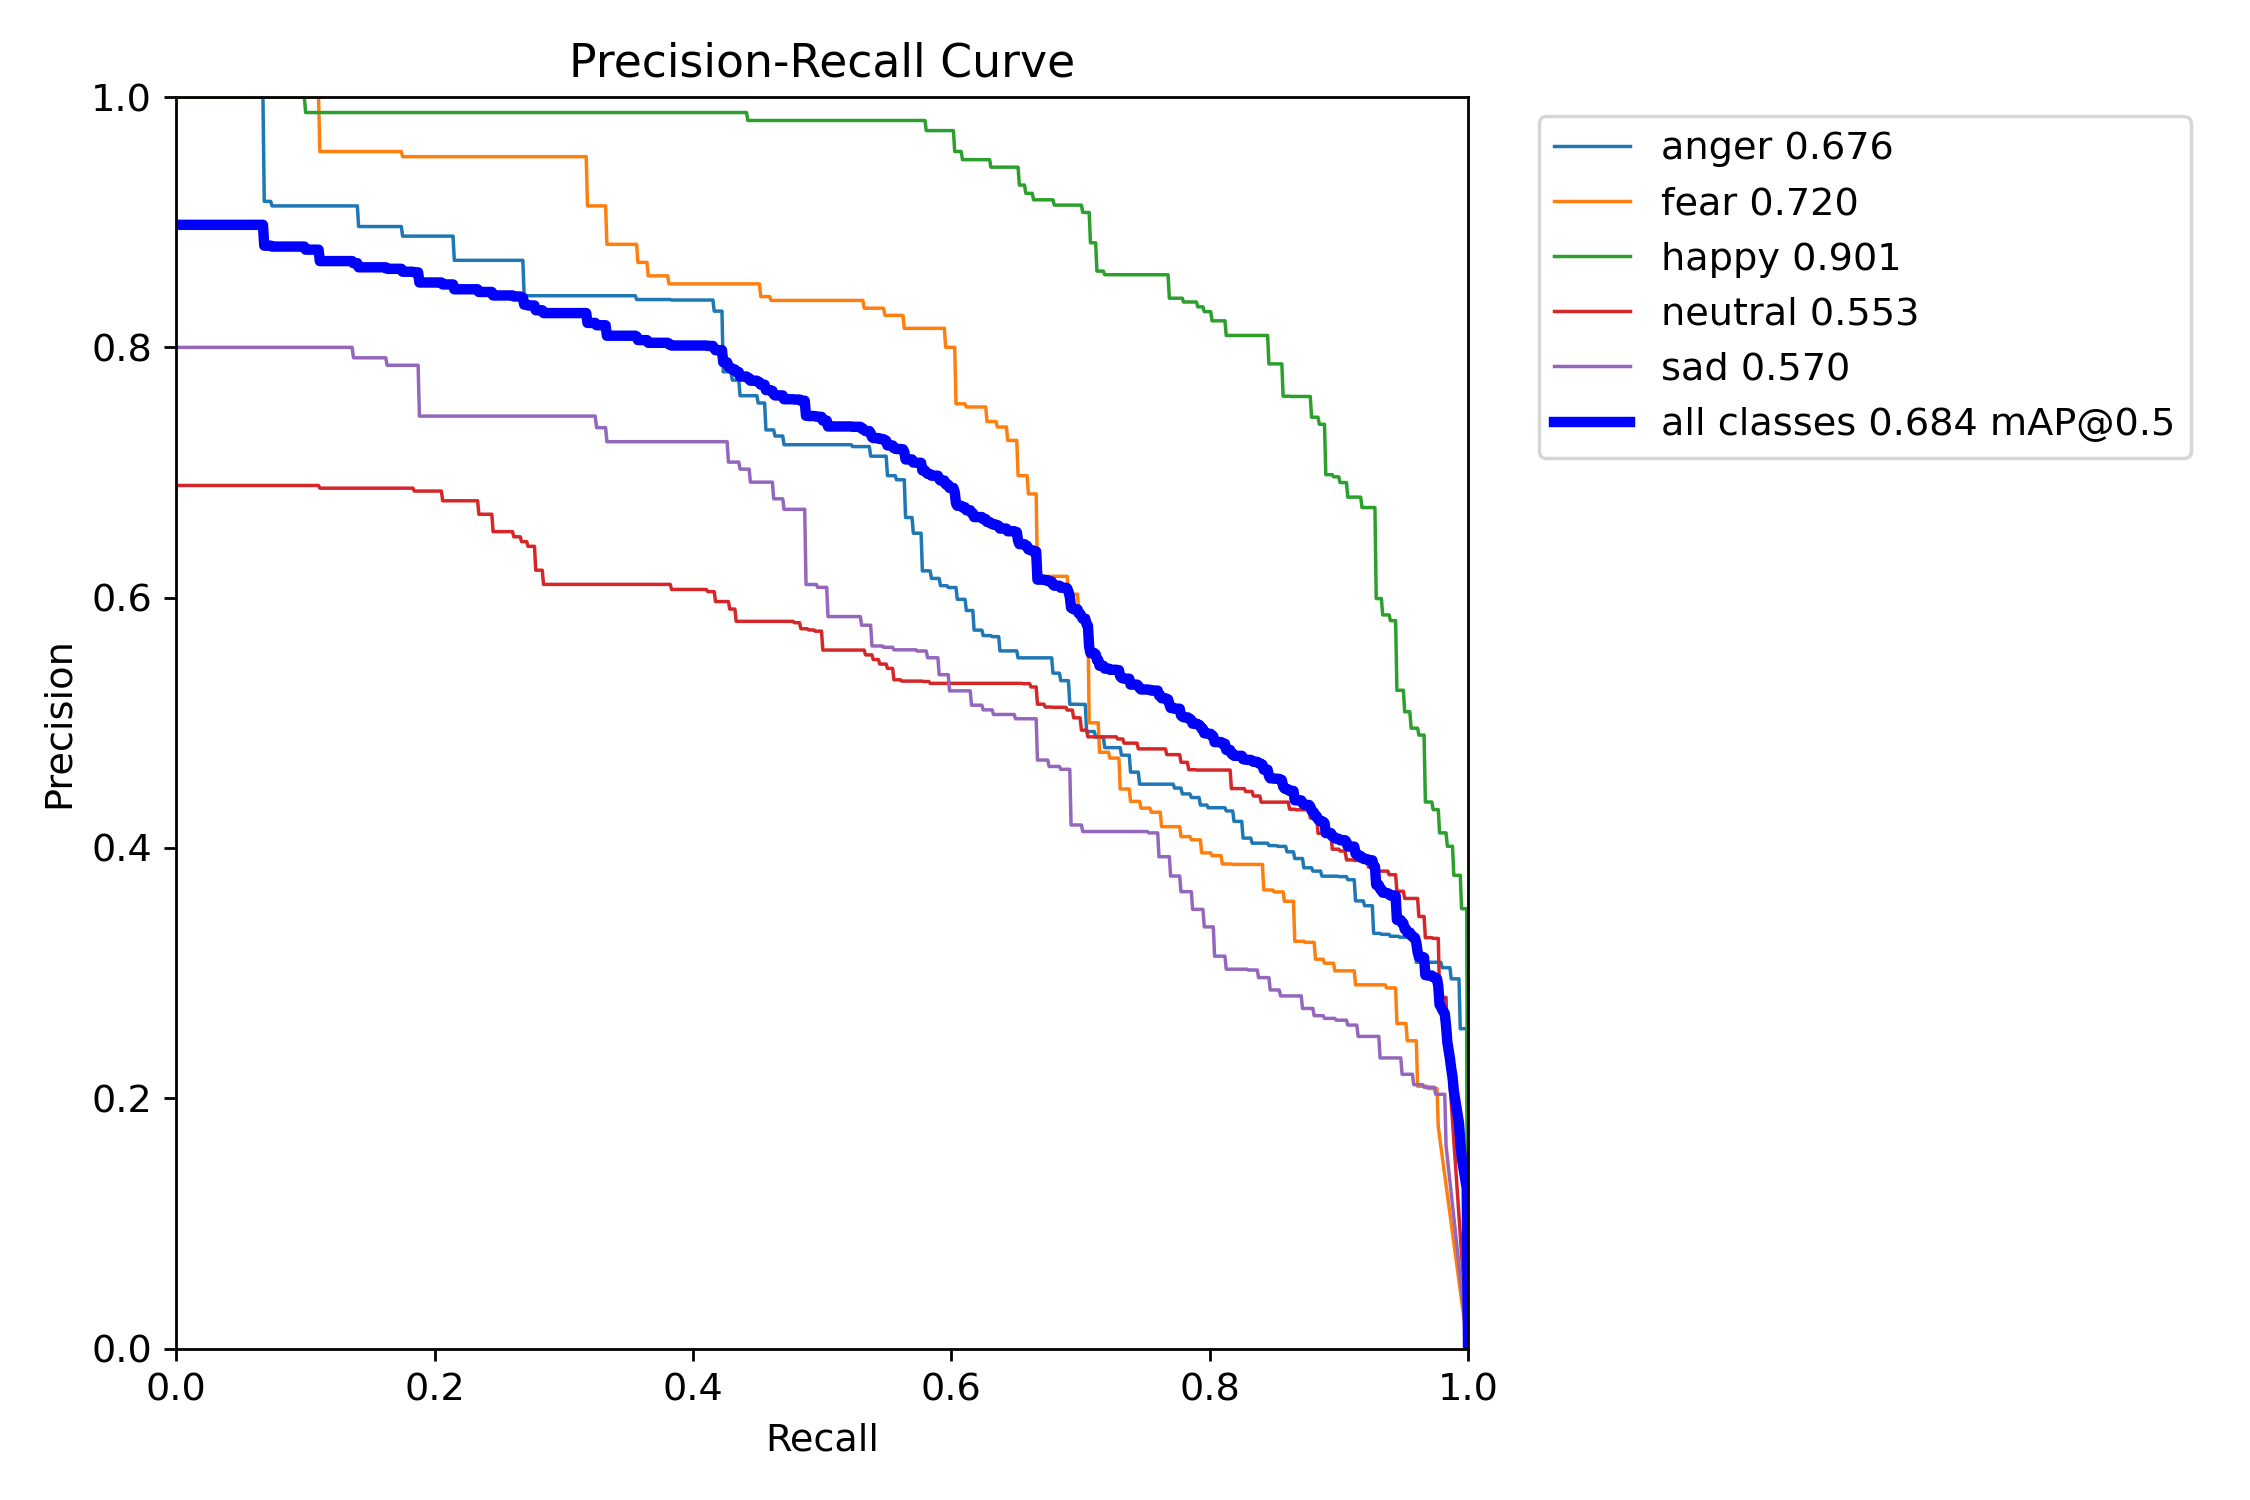 Precision-Recall Curve
1.0
0.8
0.6
0.4
0.2
0.0
Precision
0.0 0.2 0.4 0.6 0.8 1.0
Recall
anger 0.676
fear 0.720
happy 0.901
neutral 0.553
sad 0.570
all classes 0.684 mAP@0.5